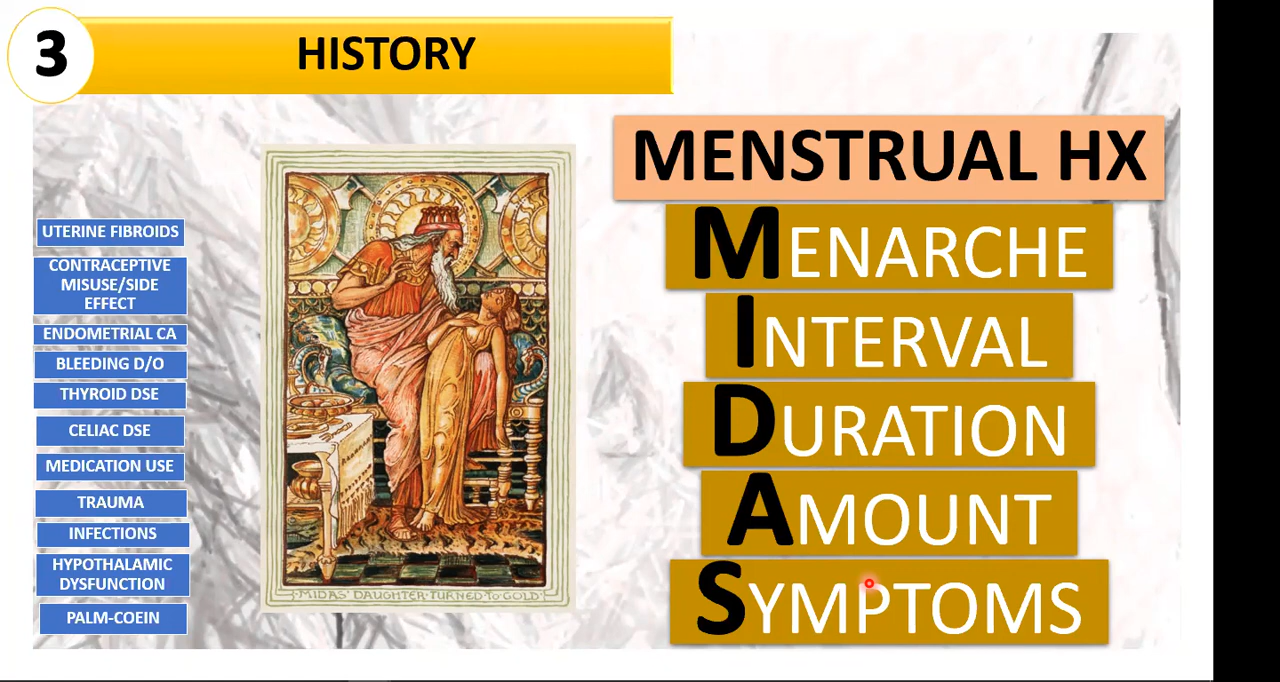 3
HISTORY
UTERINE FIBROIDS
CONTRACEPTIVE
MISUSE/SIDE
EFFECT
ENDOMETRIAL CA
BLEEDING D/O
THYROID DSE
CELIAC DSE
MEDICATION USE
TRAUMA
INFECTIONS
HYPOTHALAMIC
DYSFUNCTION
PALM-COEIN
·MIDAS' DAUGHTER·TURNED·TO·GOLD·
MENSTRUAL HX
MENARCHE
INTERVAL
DURATION
AMOUNT
SYMPTOMS